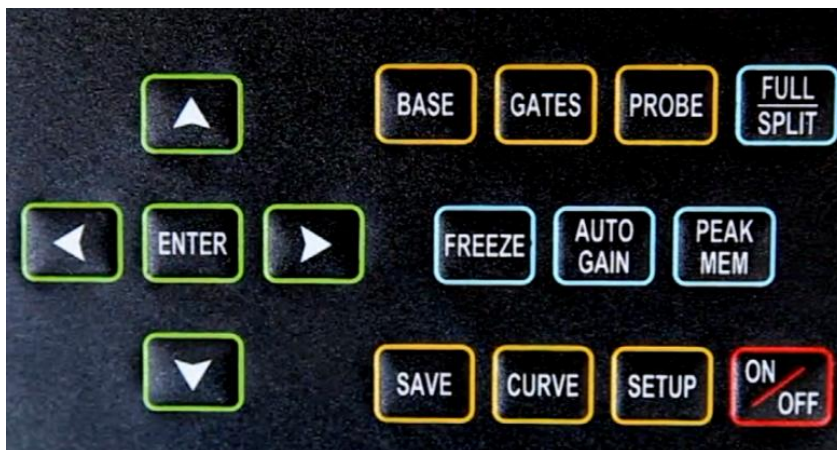 BASE
GATES
PROBE
FULL
SPLIT
ENTER
FREEZE
AUTO
GAIN
PEAK
MEM
SAVE
CURVE
SETUP
ON
OFF